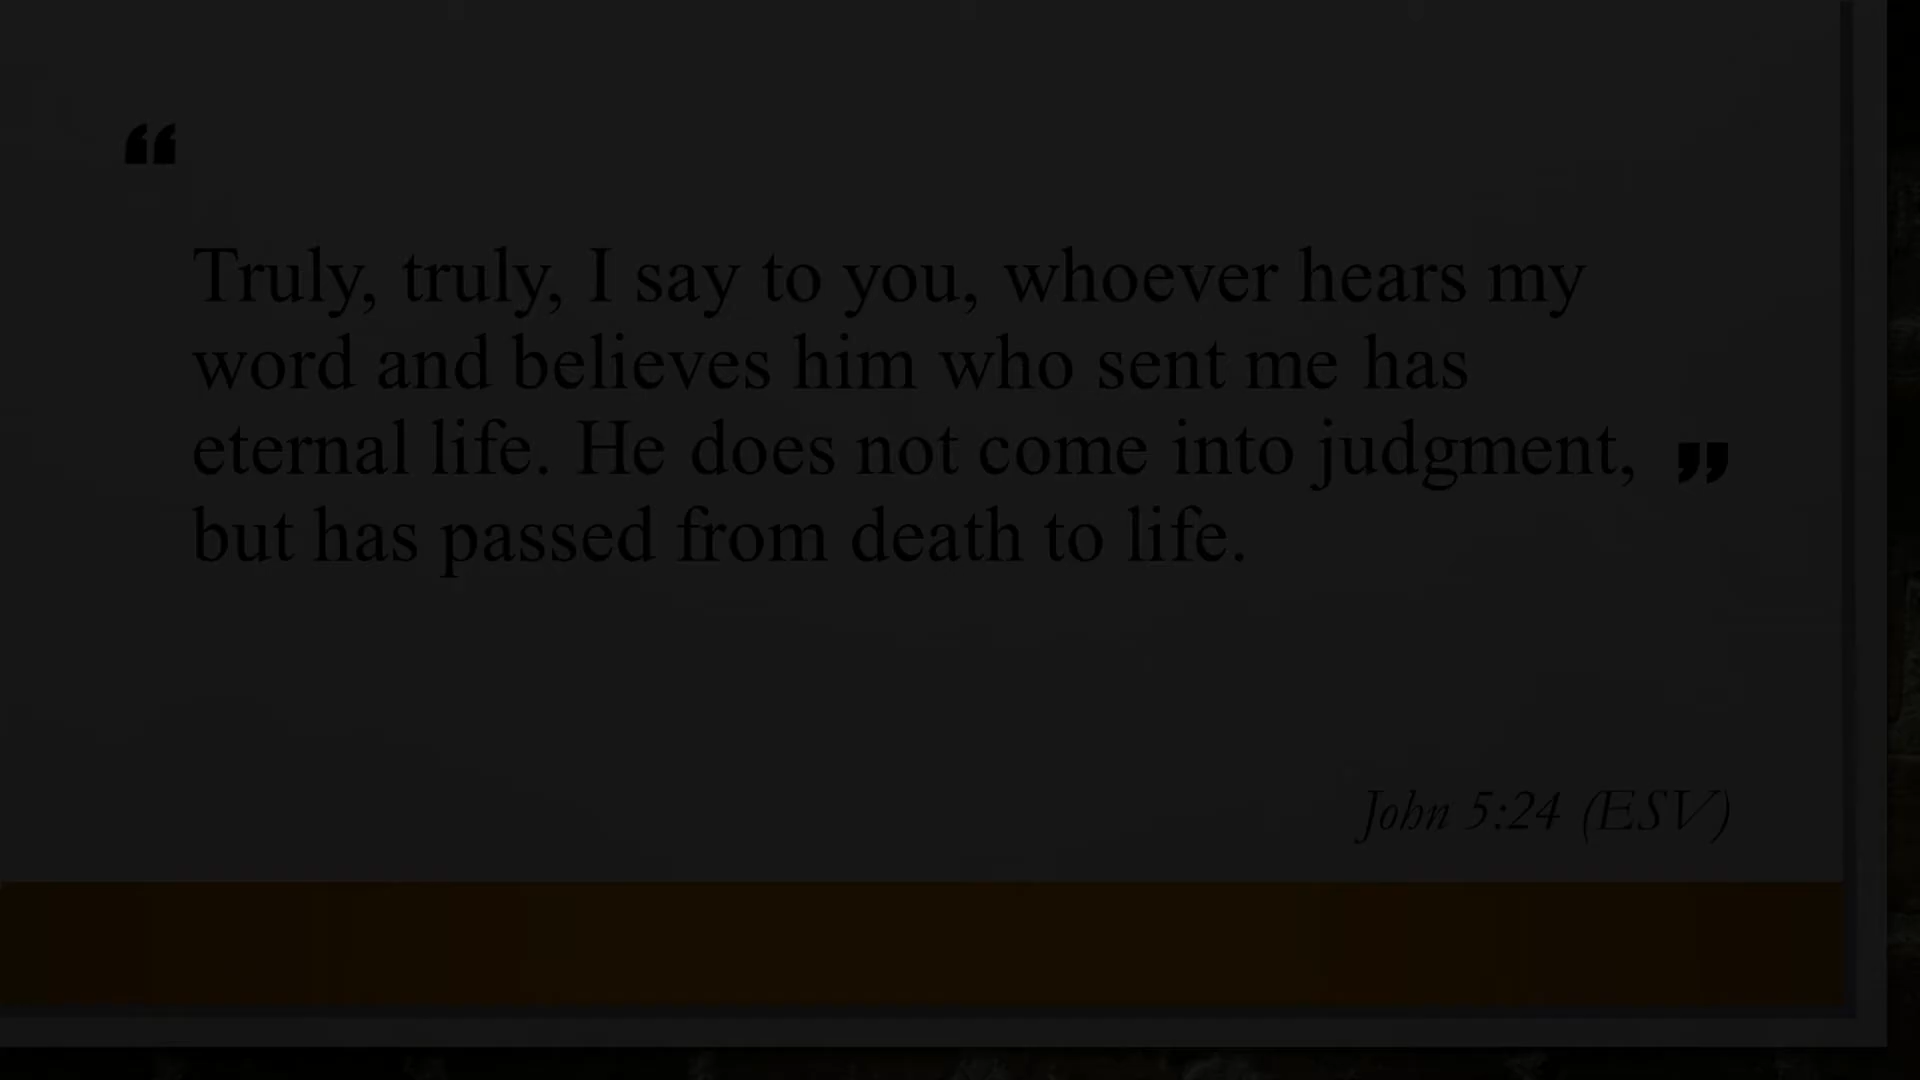 “
Truly, truly, I say to you, whoever hears my
word and believes him who sent me has
eternal life. He does not come into judgment, ”
but has passed from death to life.
John 5:24 (ESV)